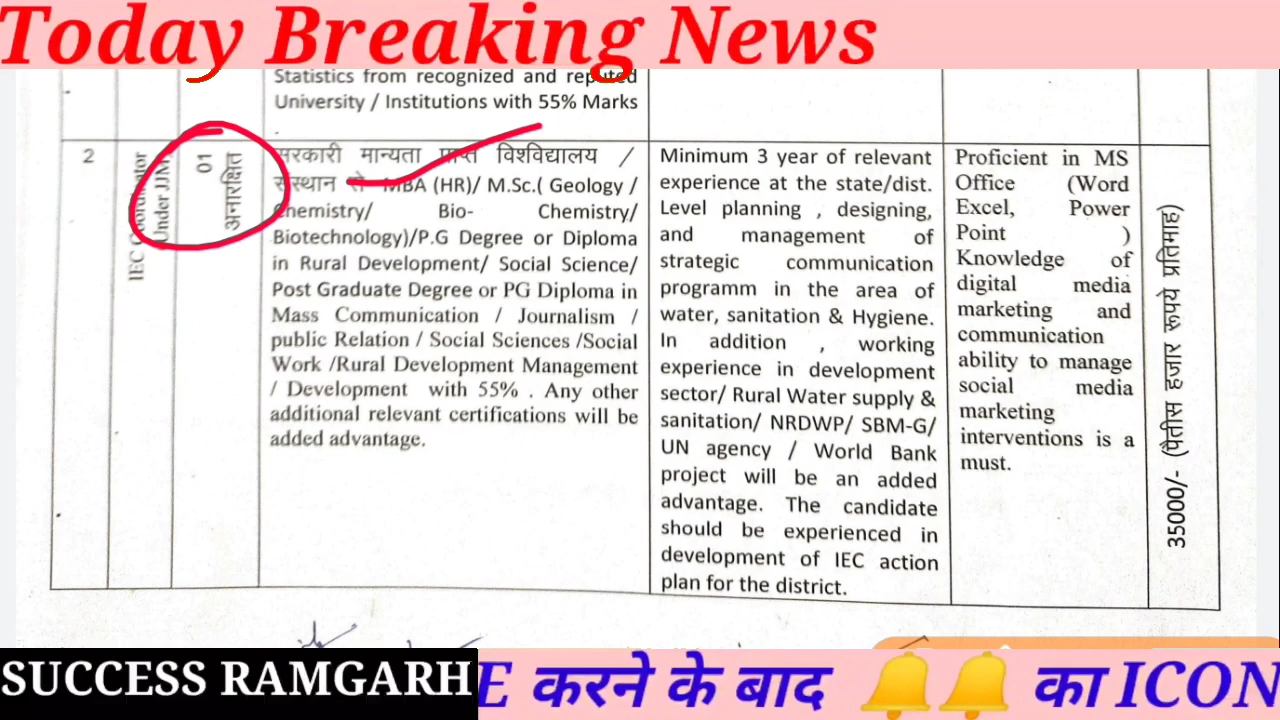 Today Breaking News
Statistics from recognized and reputed
University / Institutions with 55% Marks
2
IEC Coordinator
Under JJM
01
अनारक्षित
सरकारी मान्यता प्राप्त विश्वविद्यालय /
संस्थान से MBA (HR)/ M.Sc.( Geology /
Chemistry/ Bio- Chemistry/
Biotechnology)/P.G Degree or Diploma
in Rural Development/ Social Science/
Post Graduate Degree or PG Diploma in
Mass Communication / Journalism /
public Relation / Social Sciences /Social
Work /Rural Development Management
/ Development with 55% . Any other
additional relevant certifications will be
added advantage.
Minimum 3 year of relevant
experience at the state/dist.
Level planning , designing,
and management of
strategic communication
programm in the area of
water, sanitation & Hygiene.
In addition , working
experience in development
sector/ Rural Water supply &
sanitation/ NRDWP/ SBM-G/
UN agency / World Bank
project will be an added
advantage. The candidate
should be experienced in
development of IEC action
plan for the district.
Proficient in MS
Office (Word
Excel, Power
Point )
Knowledge of
digital media
marketing and
communication
ability to manage
social media
marketing
interventions is a
must.
35000/- (पैतीस हजार रूपये प्रतिमाह)
SUCCESS RAMGARH
E करने के बाद 🔔🔔 का ICON